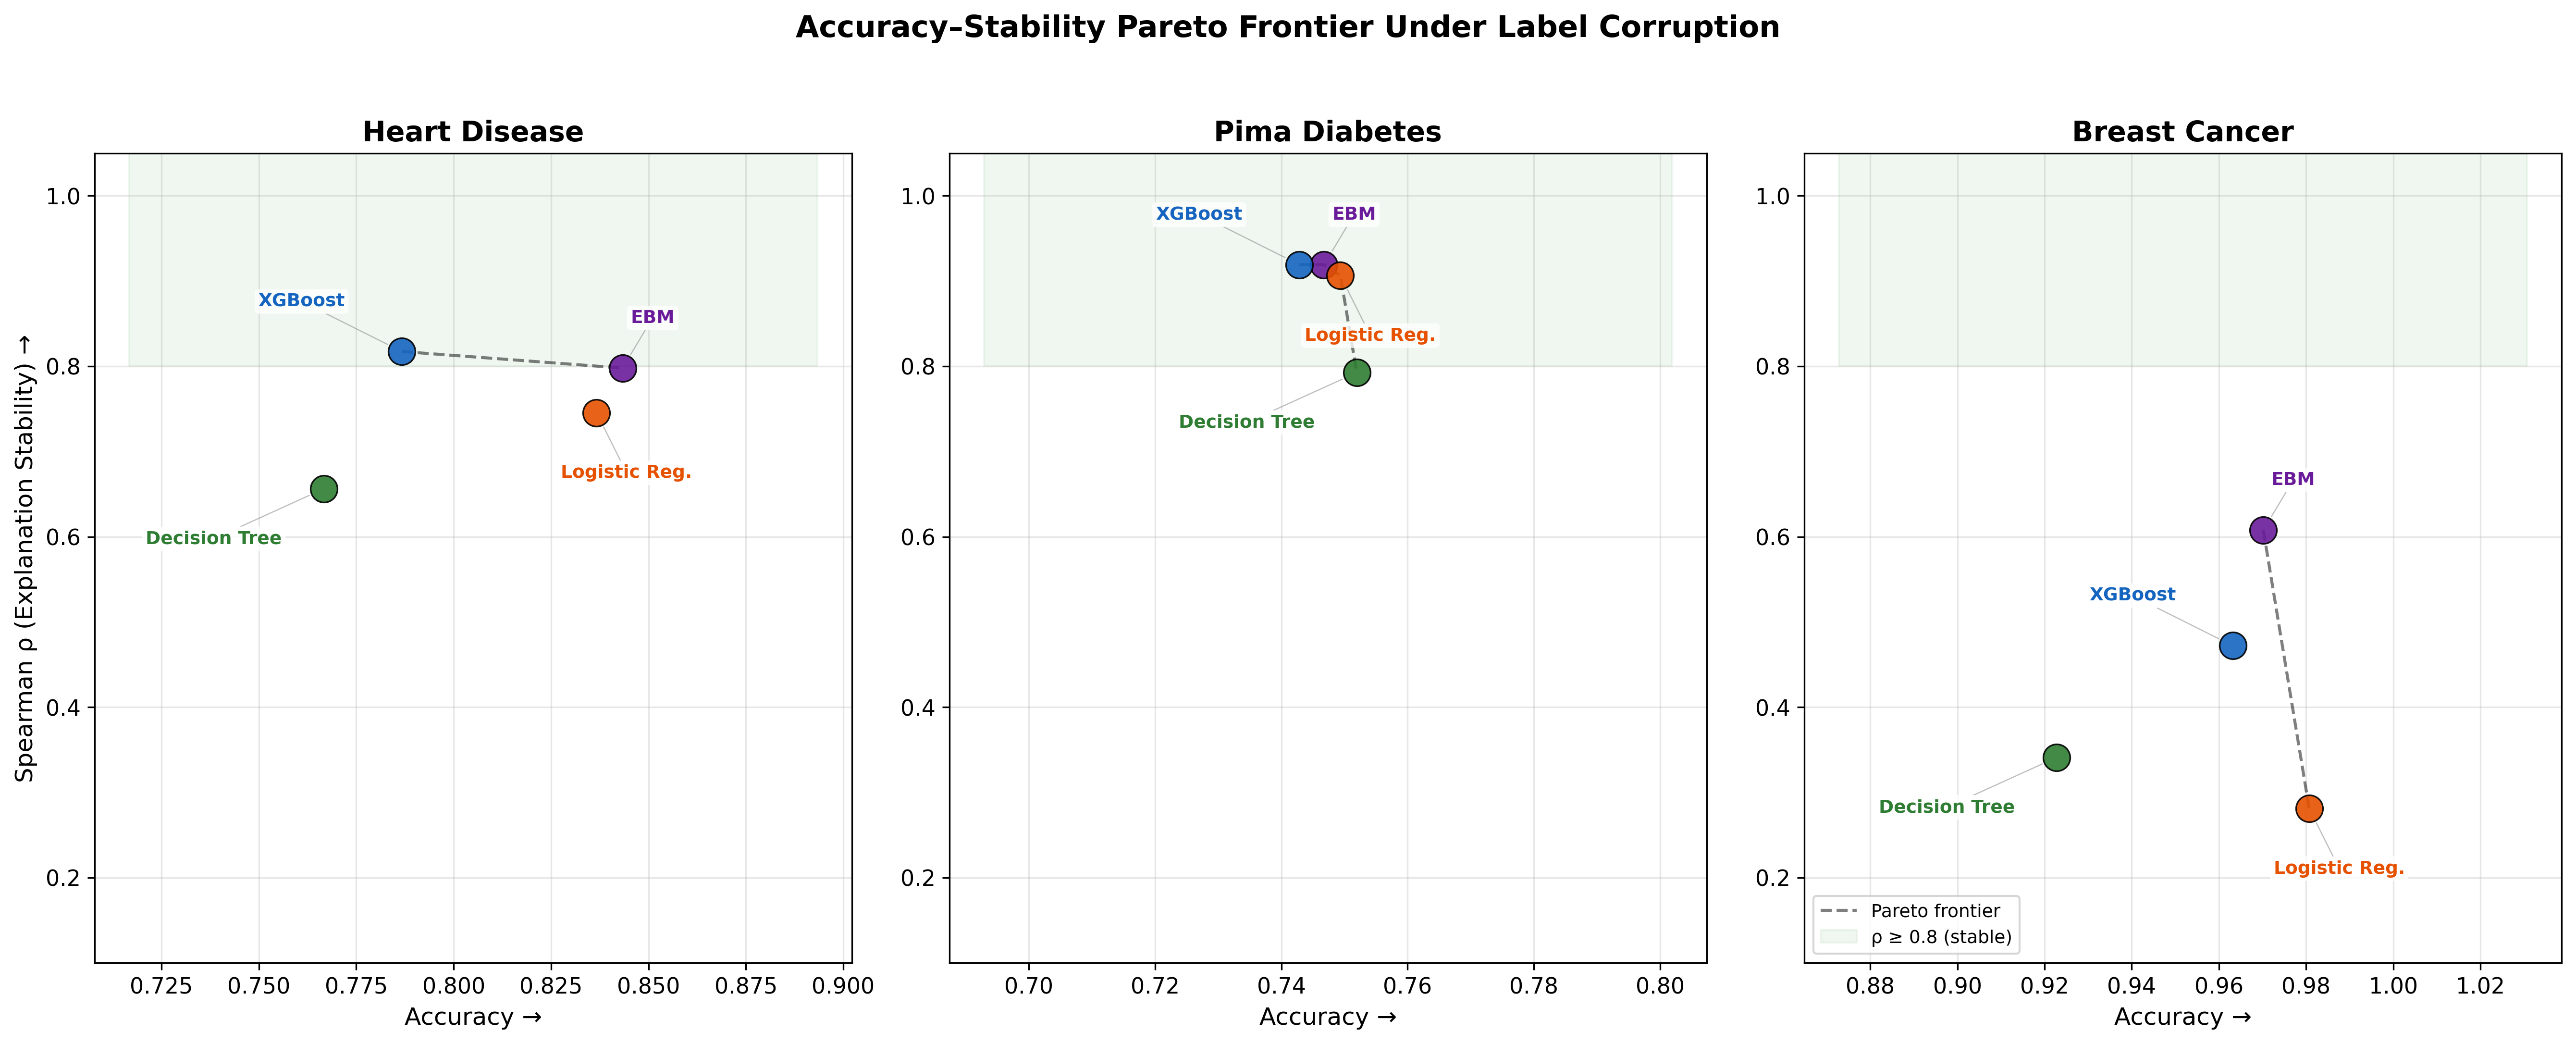 Accuracy–Stability Pareto Frontier Under Label Corruption
Heart Disease
Spearman ρ (Explanation Stability) →
1.0
0.8
0.6
0.4
0.2
XGBoost
EBM
Logistic Reg.
Decision Tree
0.725 0.750 0.775 0.800 0.825 0.850 0.875 0.900
Accuracy →
Pima Diabetes
1.0
0.8
0.6
0.4
0.2
XGBoost
EBM
Logistic Reg.
Decision Tree
0.70 0.72 0.74 0.76 0.78 0.80
Accuracy →
Breast Cancer
1.0
0.8
0.6
0.4
0.2
EBM
XGBoost
Decision Tree
Logistic Reg.
Pareto frontier
ρ ≥ 0.8 (stable)
0.88 0.90 0.92 0.94 0.96 0.98 1.00 1.02
Accuracy →